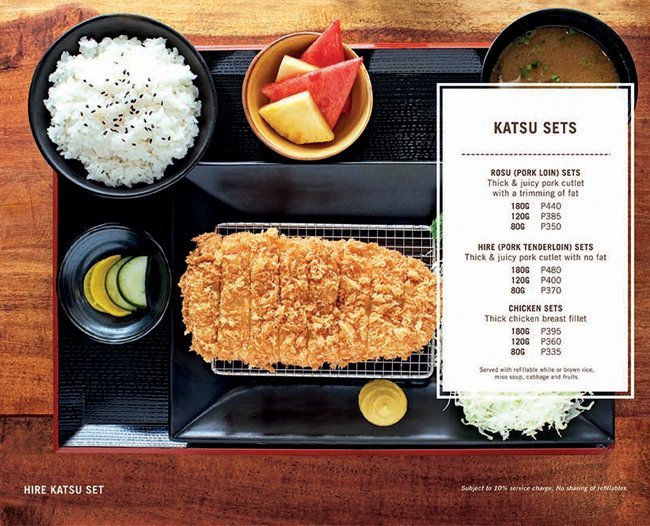 KATSU SETS
ROSU (PORK LOIN) SETS
Thick & juicy pork cutlet
with a trimming of fat
180G P440
120G P385
80G P350
HIRE (PORK TENDERLOIN) SETS
Thick & juicy pork cutlet with no fat
180G P480
120G P400
80G P370
CHICKEN SETS
Thick chicken breast fillet
180G P395
120G P360
80G P335
Served with refillable white or brown rice,
miso soup, cabbage and fruits.
HIRE KATSU SET
Subject to 10% service charge. No sharing of refillables.